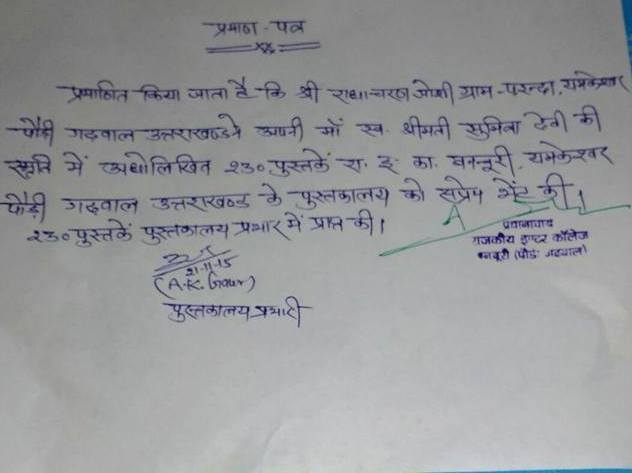 प्रमाण - पत्र
प्रमाणित किया जाता है कि श्री राधाचरण जोशी ग्राम - परन्दा, यमकेश्वर
पौड़ी गढ़वाल उत्तराखण्ड ने अपनी माँ स्व. श्रीमती सुमित्रा देवी की
स्मृति में अधोलिखित २३० पुस्तकें रा. इ. का. बनचूरी, यमकेश्वर
पौड़ी गढ़वाल उत्तराखण्ड के पुस्तकालय को सप्रेम भेंट की।
२३० पुस्तकें पुस्तकालय प्रभार में प्राप्त की।
प्रधानाचार्य
राजकीय इण्टर कॉलेज
बनचूरी (पौड़ी गढ़वाल)
21-11-15
(A.K. Gaur)
पुस्तकालय प्रभारी